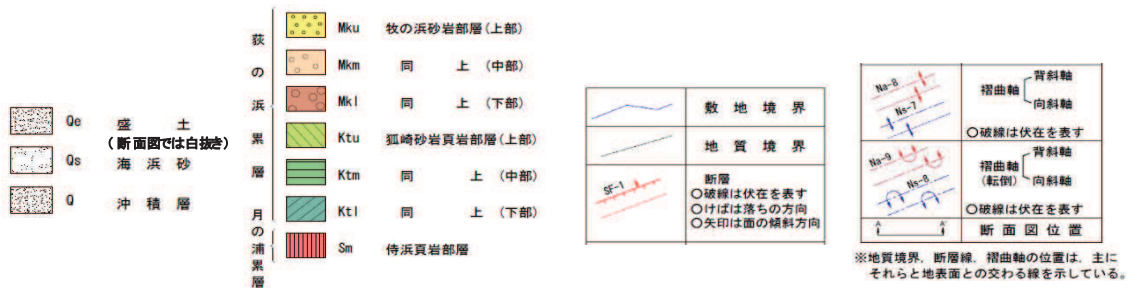 Qe 盛 土
(断面図では白抜き)
Qs 海 浜 砂
Q 沖 積 層
荻の浜累層
月の浦累層
Mku 牧の浜砂岩部層(上部)
Mkm 同 上 (中部)
Mkl 同 上 (下部)
Ktu 狐崎砂岩頁岩部層(上部)
Ktm 同 上 (中部)
Ktl 同 上 (下部)
Sm 侍浜頁岩部層
敷 地 境 界
地 質 境 界
SF-1
断層
○破線は伏在を表す
○けばは落ちの方向
○矢印は面の傾斜方向
Na-8
Ns-7
褶曲軸
背斜軸
向斜軸
○破線は伏在を表す
Na-9
Ns-8
褶曲軸
(転倒)
背斜軸
向斜軸
○破線は伏在を表す
A A'
断 面 図 位 置
※地質境界，断層線，褶曲軸の位置は，主に
それらと地表面との交わる線を示している。